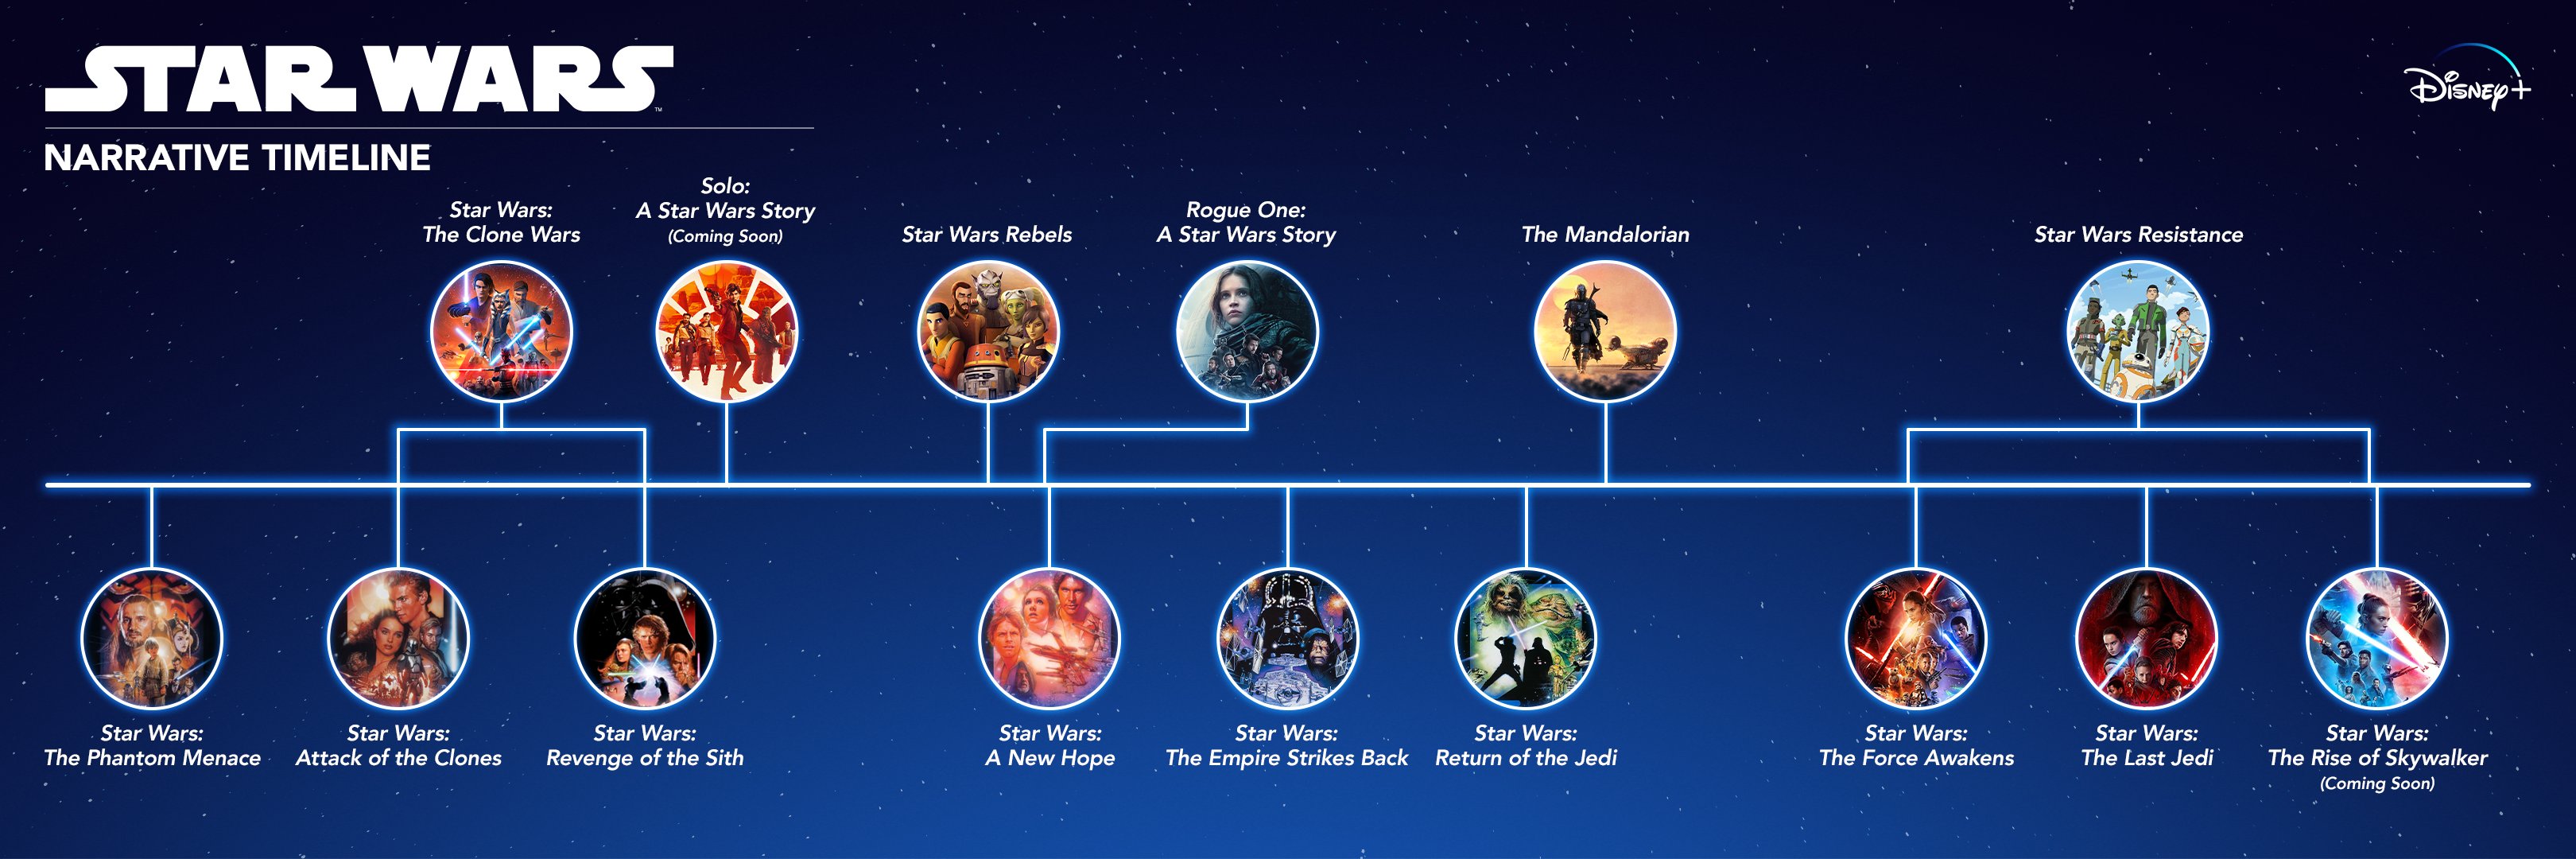 STAR WARS
TM
NARRATIVE TIMELINE
Disney+
Star Wars:
The Clone Wars
Solo:
A Star Wars Story
(Coming Soon)
Star Wars Rebels
Rogue One:
A Star Wars Story
The Mandalorian
Star Wars Resistance
Star Wars:
The Phantom Menace
Star Wars:
Attack of the Clones
Star Wars:
Revenge of the Sith
Star Wars:
A New Hope
Star Wars:
The Empire Strikes Back
Star Wars:
Return of the Jedi
Star Wars:
The Force Awakens
Star Wars:
The Last Jedi
Star Wars:
The Rise of Skywalker
(Coming Soon)